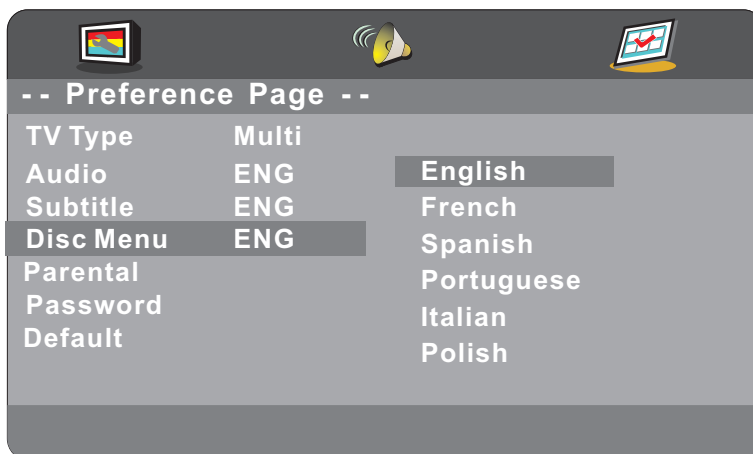 -- Preference Page --
TV Type Multi
Audio ENG English
Subtitle ENG French
Disc Menu ENG Spanish
Parental Portuguese
Password Italian
Default Polish